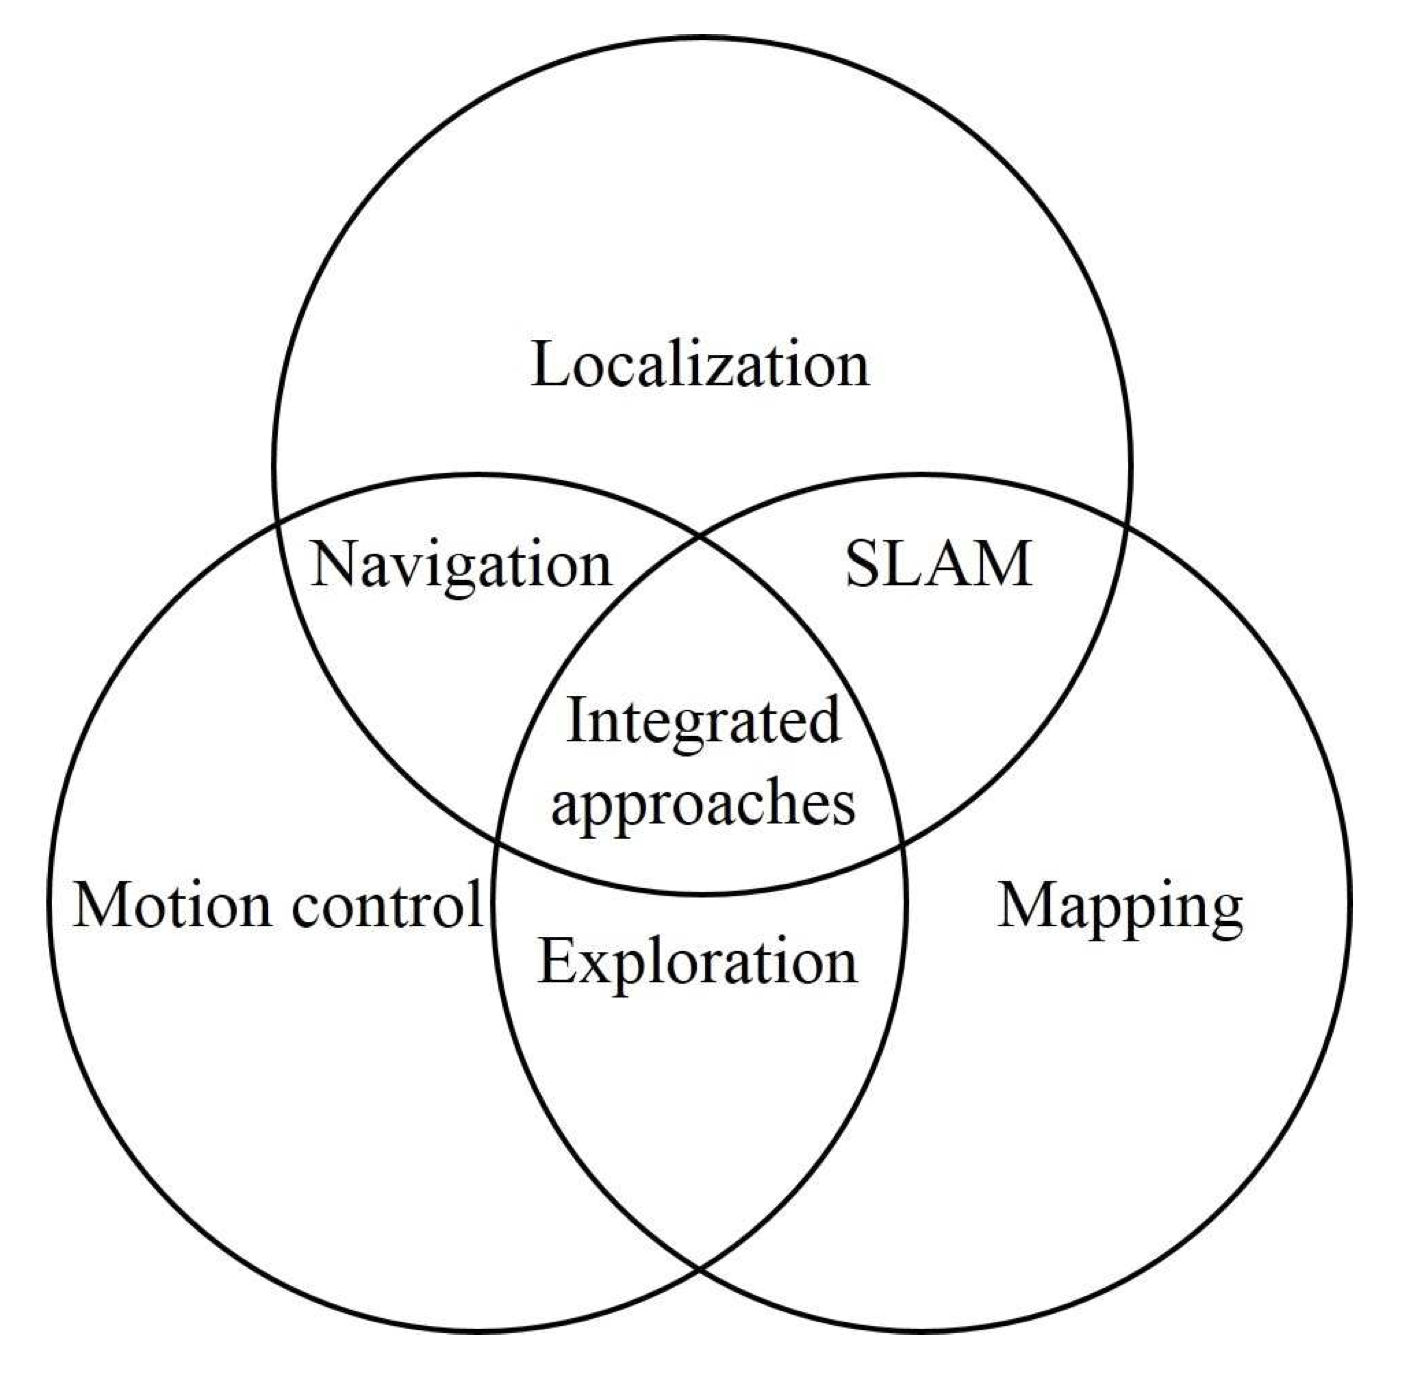 Localization
Navigation
SLAM
Integrated
approaches
Motion control
Mapping
Exploration